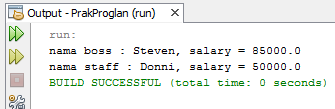 Output - PrakProglan (run)
run:
nama boss : Steven, salary = 85000.0
nama staff : Donni, salary = 50000.0
BUILD SUCCESSFUL (total time: 0 seconds)